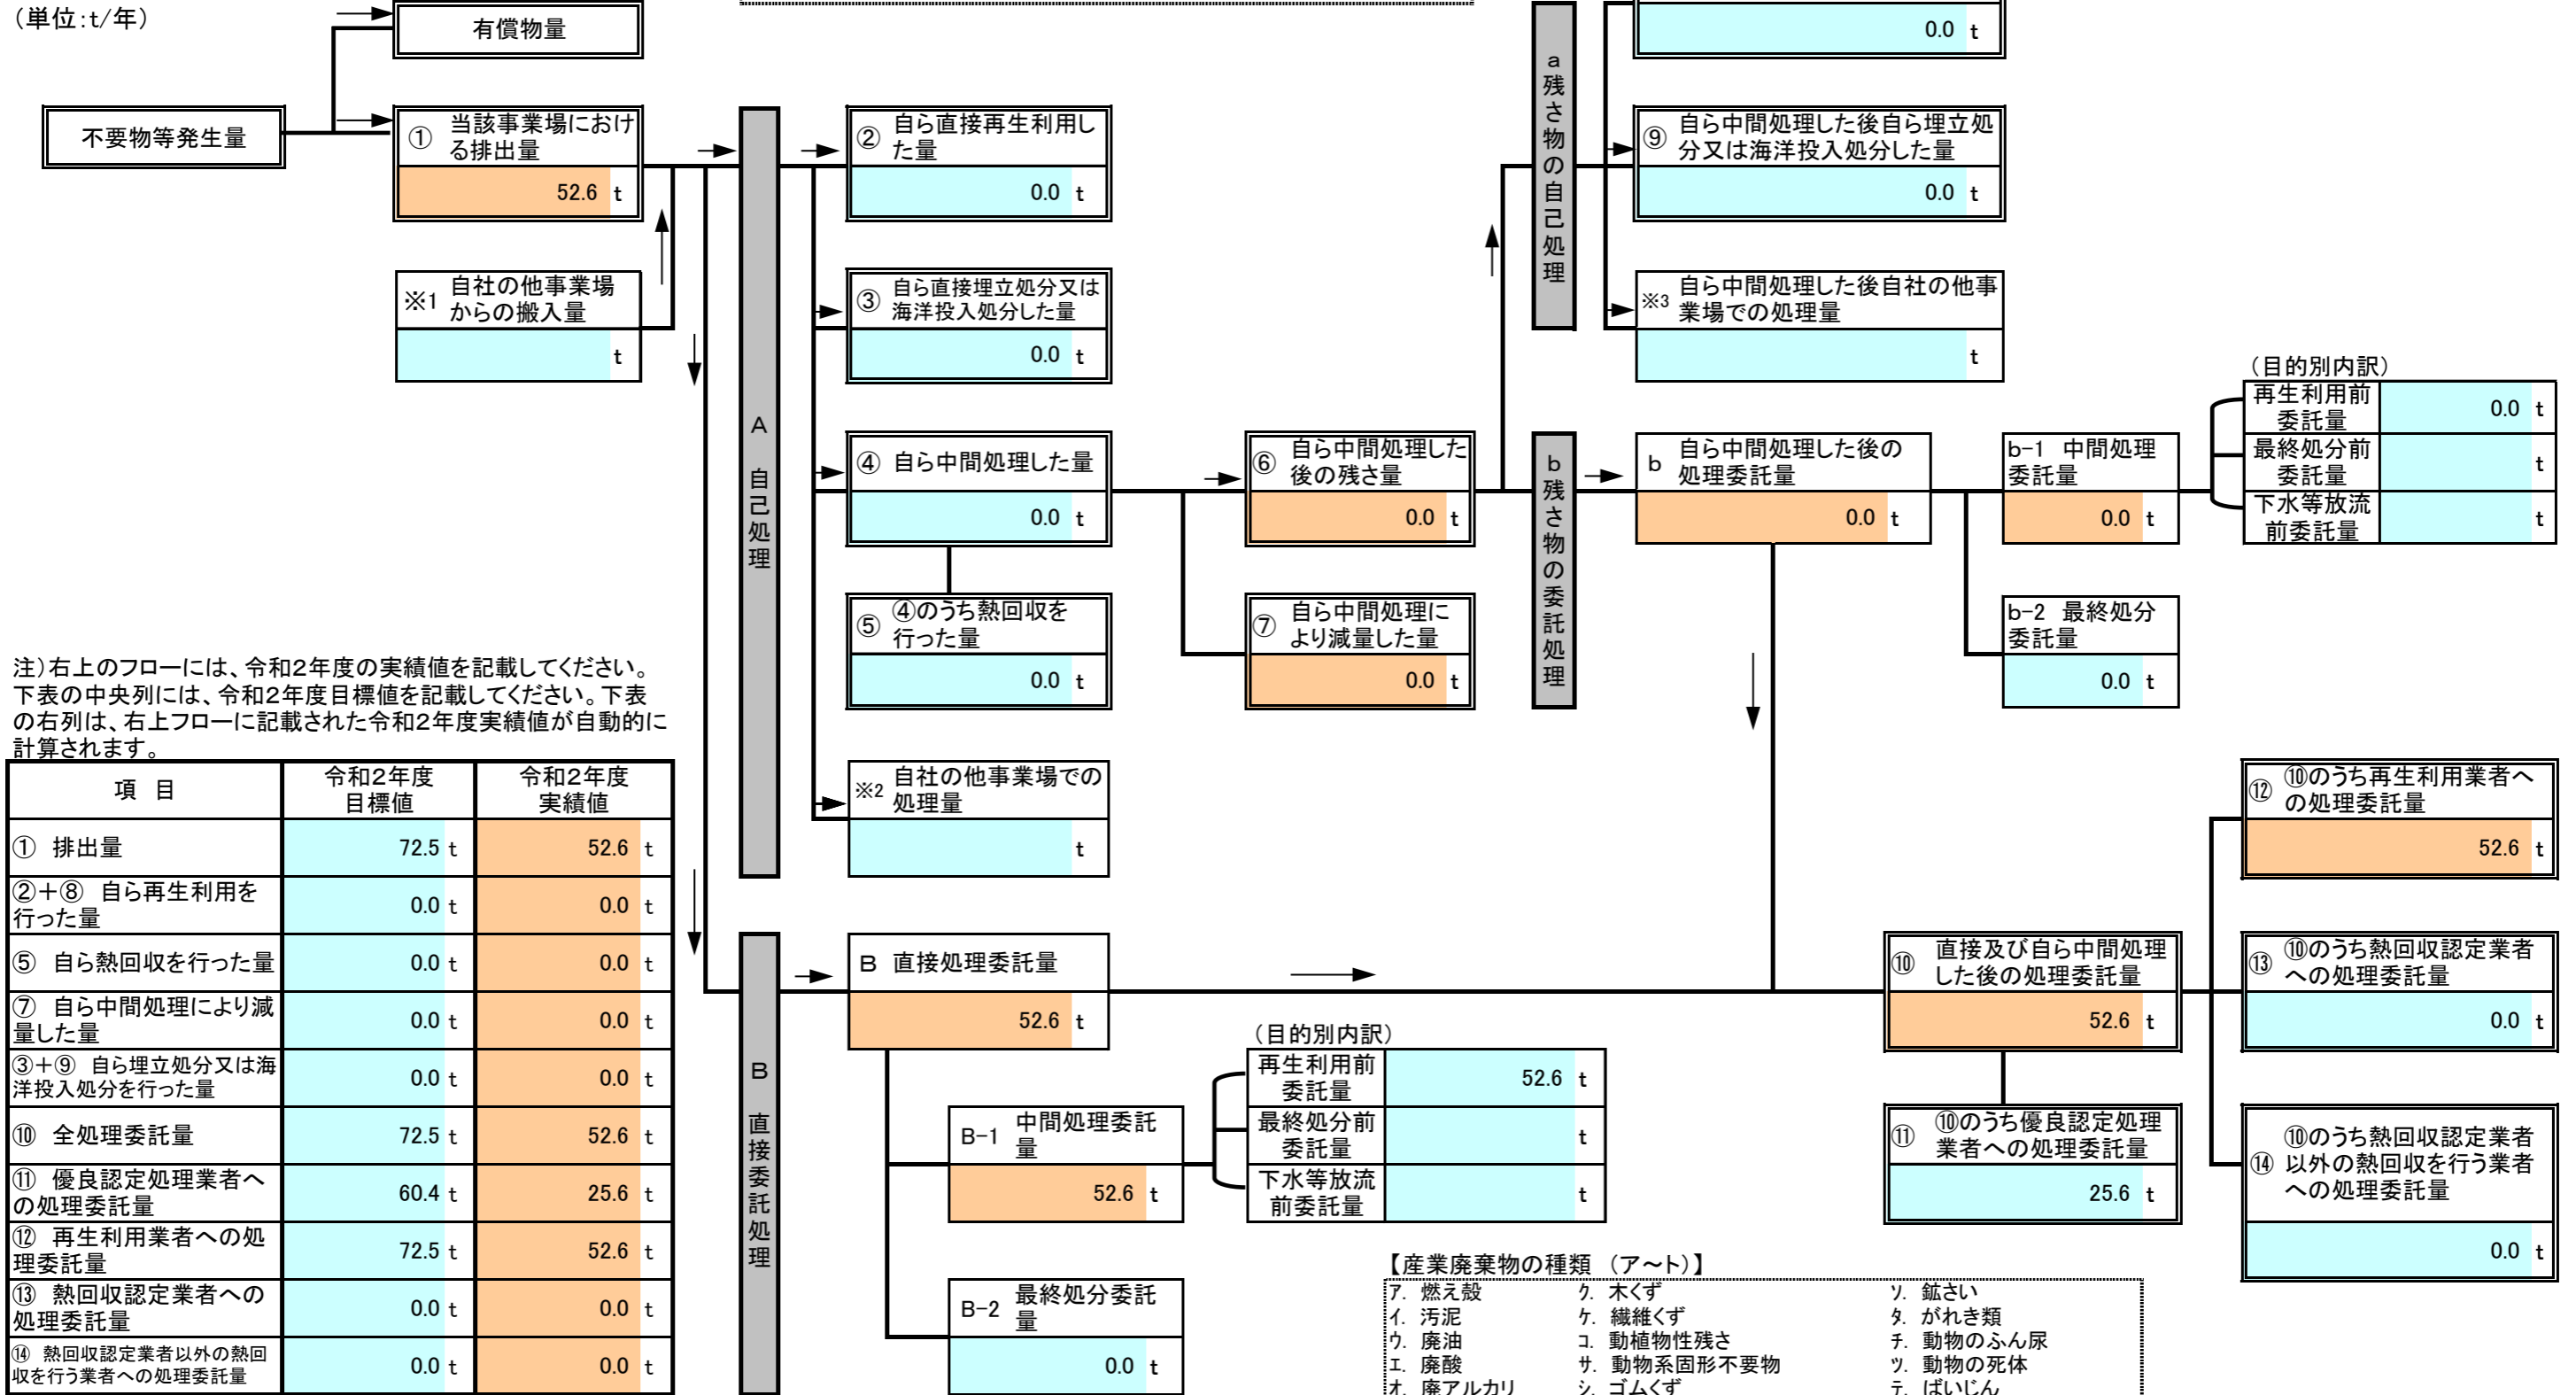 （単位：t/年）
有償物量
不要物等発生量
① 当該事業場におけ
る排出量
52.6 t
※1 自社の他事業場
からの搬入量
t
A 自己処理
② 自ら直接再生利用し
た量
0.0 t
③ 自ら直接埋立処分又は
海洋投入処分した量
0.0 t
④ 自ら中間処理した量
0.0 t
⑤ ④のうち熱回収を
行った量
0.0 t
※2 自社の他事業場での
処理量
t
⑥ 自ら中間処理した
後の残さ量
0.0 t
⑦ 自ら中間処理に
より減量した量
0.0 t
a残さ物の自己処理
0.0 t
⑨ 自ら中間処理した後自ら埋立処
分又は海洋投入処分した量
0.0 t
※3 自ら中間処理した後自社の他事
業場での処理量
t
b残さ物の委託処理
b 自ら中間処理した後の
処理委託量
0.0 t
b-1 中間処理
委託量
0.0 t
b-2 最終処分
委託量
0.0 t
（目的別内訳）
再生利用前
委託量
0.0 t
最終処分前
委託量
t
下水等放流
前委託量
t
注）右上のフローには、令和２年度の実績値を記載してください。
下表の中央列には、令和２年度目標値を記載してください。下表
の右列は、右上フローに記載された令和２年度実績値が自動的に
計算されます。
項 目
令和２年度
目標値
令和２年度
実績値
① 排出量 72.5 t 52.6 t
②＋⑧ 自ら再生利用を
行った量
0.0 t 0.0 t
⑤ 自ら熱回収を行った量 0.0 t 0.0 t
⑦ 自ら中間処理により減
量した量
0.0 t 0.0 t
③＋⑨ 自ら埋立処分又は海
洋投入処分を行った量
0.0 t 0.0 t
⑩ 全処理委託量 72.5 t 52.6 t
⑪ 優良認定処理業者へ
の処理委託量
60.4 t 25.6 t
⑫ 再生利用業者への処
理委託量
72.5 t 52.6 t
⑬ 熱回収認定業者への
処理委託量
0.0 t 0.0 t
⑭ 熱回収認定業者以外の熱回
収を行う業者への処理委託量
0.0 t 0.0 t
B 直接委託処理
B 直接処理委託量
52.6 t
B-1 中間処理委託
量
52.6 t
B-2 最終処分委託
量
0.0 t
（目的別内訳）
再生利用前
委託量
52.6 t
最終処分前
委託量
t
下水等放流
前委託量
t
⑩ 直接及び自ら中間処理
した後の処理委託量
52.6 t
⑪ ⑩のうち優良認定処理
業者への処理委託量
25.6 t
⑫ ⑩のうち再生利用業者へ
の処理委託量
52.6 t
⑬ ⑩のうち熱回収認定業者
への処理委託量
0.0 t
⑭ ⑩のうち熱回収認定業者
以外の熱回収を行う業者
への処理委託量
0.0 t
【産業廃棄物の種類 （ア～ト）】
ア. 燃え殻 ク. 木くず ソ. 鉱さい
イ. 汚泥 ケ. 繊維くず タ. がれき類
ウ. 廃油 コ. 動植物性残さ チ. 動物のふん尿
エ. 廃酸 サ. 動物系固形不要物 ツ. 動物の死体
オ. 廃アルカリ シ. ゴムくず テ. ばいじん